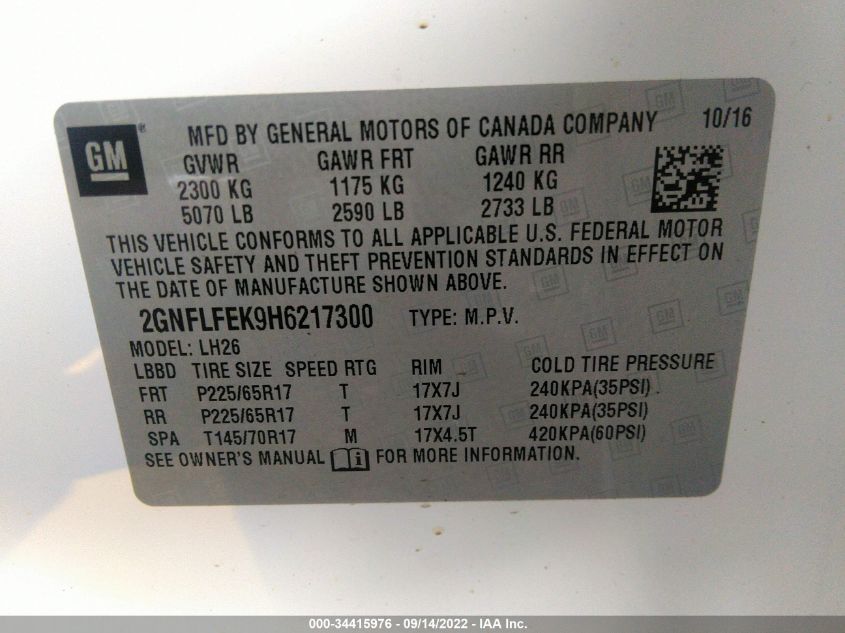 GM ® MFD BY GENERAL MOTORS OF CANADA COMPANY 10/16
GVWR GAWR FRT GAWR RR
2300 KG 1175 KG 1240 KG
5070 LB 2590 LB 2733 LB
THIS VEHICLE CONFORMS TO ALL APPLICABLE U.S. FEDERAL MOTOR
VEHICLE SAFETY AND THEFT PREVENTION STANDARDS IN EFFECT ON
THE DATE OF MANUFACTURE SHOWN ABOVE.
2GNFLFEK9H6217300 TYPE: M.P.V.
MODEL: LH26
LBBD TIRE SIZE SPEED RTG RIM COLD TIRE PRESSURE
FRT P225/65R17 T 17X7J 240KPA(35PSI)
RR P225/65R17 T 17X7J 240KPA(35PSI)
SPA T145/70R17 M 17X4.5T 420KPA(60PSI)
SEE OWNER'S MANUAL FOR MORE INFORMATION.
000-34415976 - 09/14/2022 - IAA Inc.